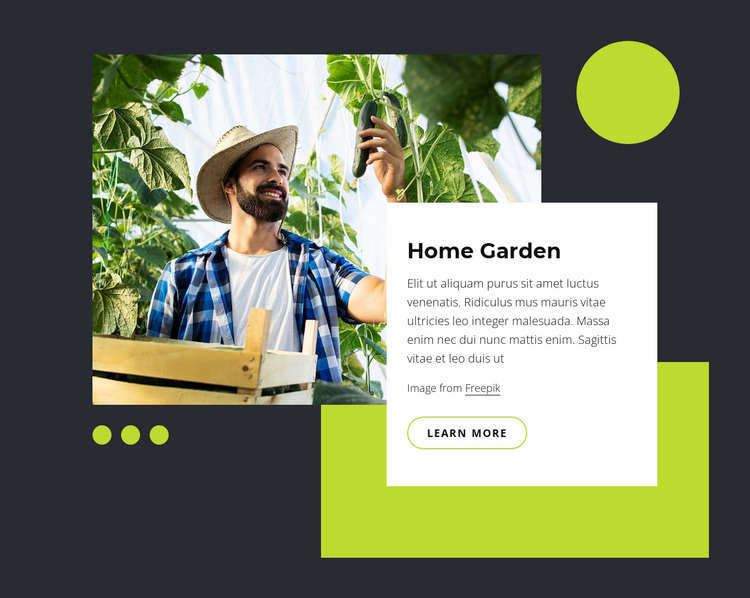 Home Garden
Elit ut aliquam purus sit amet luctus
venenatis. Ridiculus mus mauris vitae
ultricies leo integer malesuada. Massa
enim nec dui nunc mattis enim. Sagittis
vitae et leo duis ut
Image from Freepik
LEARN MORE